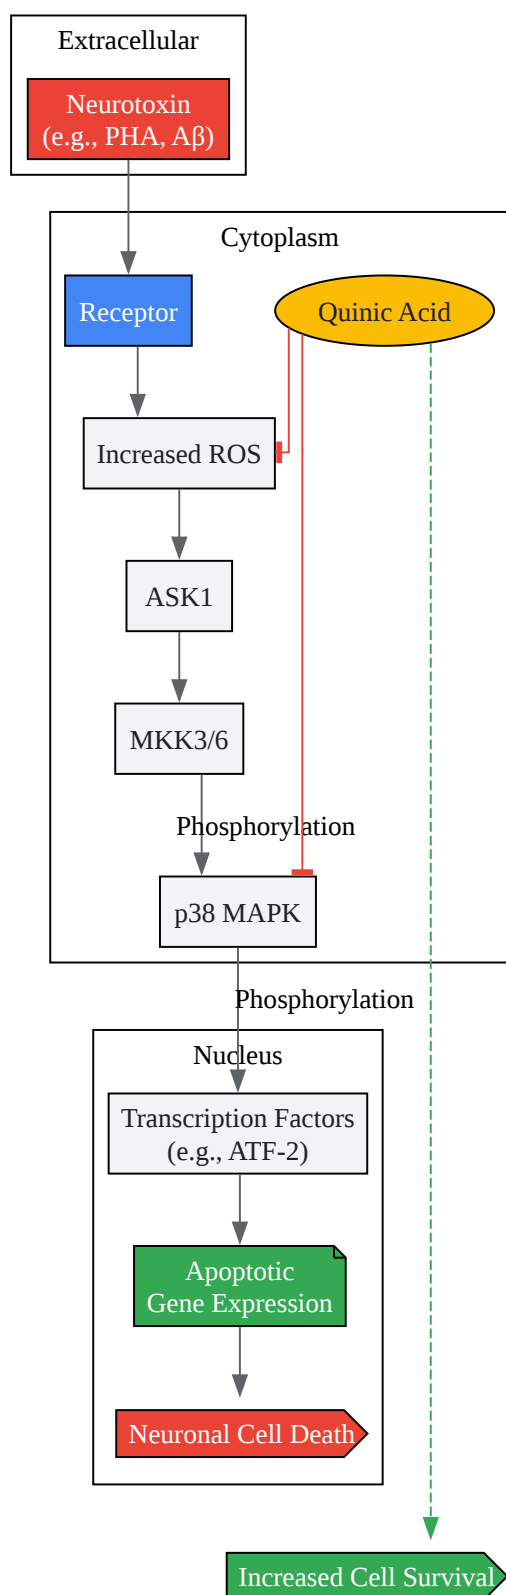 Extracellular
Neurotoxin
(e.g., PHA, Aβ)
Cytoplasm
Receptor
Quinic Acid
Increased ROS
ASK1
MKK3/6
Phosphorylation
p38 MAPK
Phosphorylation
Nucleus
Transcription Factors
(e.g., ATF-2)
Apoptotic
Gene Expression
Neuronal Cell Death
Increased Cell Survival